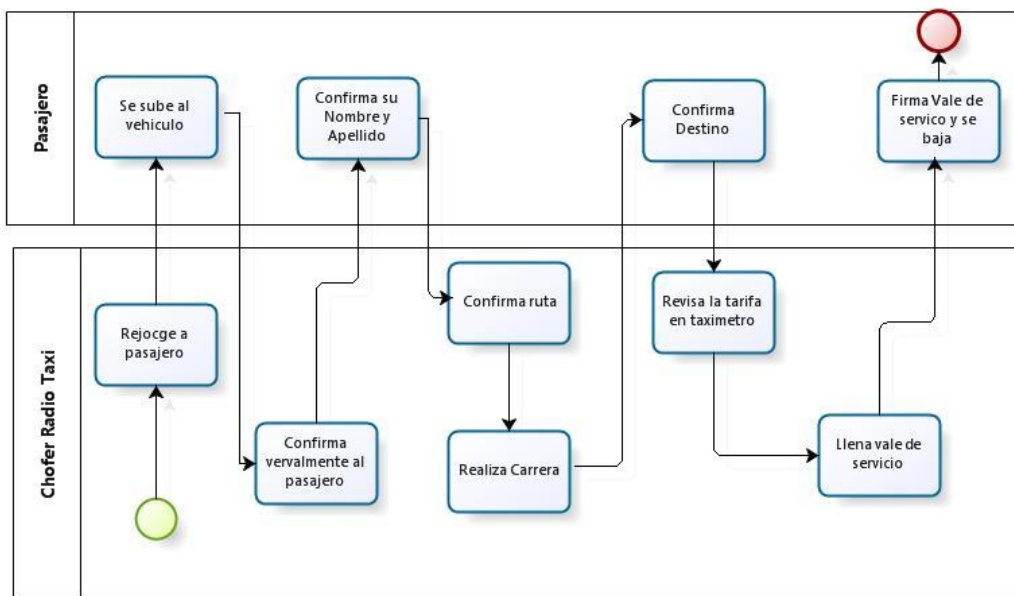 Pasajero
Se sube al
vehiculo
Confirma su
Nombre y
Apellido
Confirma
Destino
Firma Vale de
servico y se
baja
Chofer Radio Taxi
Rejocge a
pasajero
Confirma
vervalmente al
pasajero
Confirma ruta
Realiza Carrera
Revisa la tarifa
en taximetro
Llena vale de
servicio